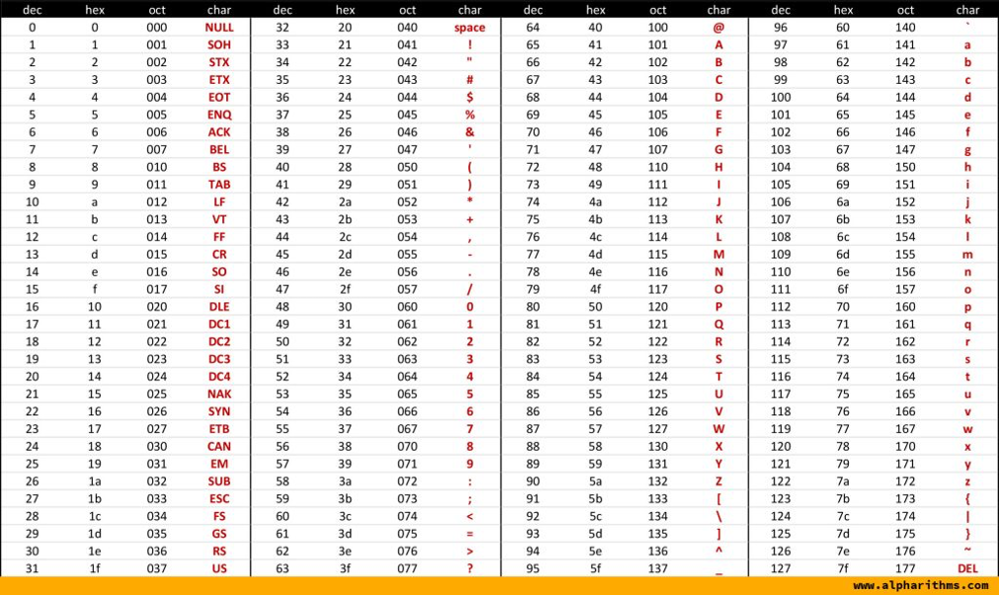 dec hex oct char dec hex oct char dec hex oct char dec hex oct char
0 0 000 NULL 32 20 040 space 64 40 100 @ 96 60 140 `
1 1 001 SOH 33 21 041 ! 65 41 101 A 97 61 141 a
2 2 002 STX 34 22 042 " 66 42 102 B 98 62 142 b
3 3 003 ETX 35 23 043 # 67 43 103 C 99 63 143 c
4 4 004 EOT 36 24 044 $ 68 44 104 D 100 64 144 d
5 5 005 ENQ 37 25 045 % 69 45 105 E 101 65 145 e
6 6 006 ACK 38 26 046 & 70 46 106 F 102 66 146 f
7 7 007 BEL 39 27 047 ' 71 47 107 G 103 67 147 g
8 8 010 BS 40 28 050 ( 72 48 110 H 104 68 150 h
9 9 011 TAB 41 29 051 ) 73 49 111 I 105 69 151 i
10 a 012 LF 42 2a 052 * 74 4a 112 J 106 6a 152 j
11 b 013 VT 43 2b 053 + 75 4b 113 K 107 6b 153 k
12 c 014 FF 44 2c 054 , 76 4c 114 L 108 6c 154 l
13 d 015 CR 45 2d 055 - 77 4d 115 M 109 6d 155 m
14 e 016 SO 46 2e 056 . 78 4e 116 N 110 6e 156 n
15 f 017 SI 47 2f 057 / 79 4f 117 O 111 6f 157 o
16 10 020 DLE 48 30 060 0 80 50 120 P 112 70 160 p
17 11 021 DC1 49 31 061 1 81 51 121 Q 113 71 161 q
18 12 022 DC2 50 32 062 2 82 52 122 R 114 72 162 r
19 13 023 DC3 51 33 063 3 83 53 123 S 115 73 163 s
20 14 024 DC4 52 34 064 4 84 54 124 T 116 74 164 t
21 15 025 NAK 53 35 065 5 85 55 125 U 117 75 165 u
22 16 026 SYN 54 36 066 6 86 56 126 V 118 76 166 v
23 17 027 ETB 55 37 067 7 87 57 127 W 119 77 167 w
24 18 030 CAN 56 38 070 8 88 58 130 X 120 78 170 x
25 19 031 EM 57 39 071 9 89 59 131 Y 121 79 171 y
26 1a 032 SUB 58 3a 072 : 90 5a 132 Z 122 7a 172 z
27 1b 033 ESC 59 3b 073 ; 91 5b 133 [ 123 7b 173 {
28 1c 034 FS 60 3c 074 < 92 5c 134 \ 124 7c 174 |
29 1d 035 GS 61 3d 075 = 93 5d 135 ] 125 7d 175 }
30 1e 036 RS 62 3e 076 > 94 5e 136 ^ 126 7e 176 ~
31 1f 037 US 63 3f 077 ? 95 5f 137 _ 127 7f 177 DEL
www.alpharithms.com